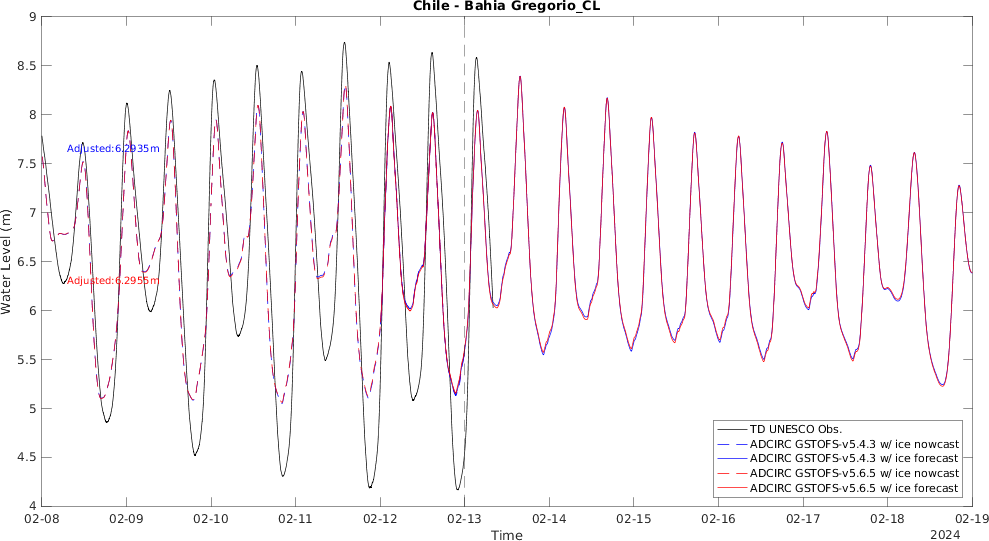 Chile - Bahia Gregorio_CL
9
8.5
8
7.5
7
6.5
6
5.5
5
4.5
4
Water Level (m)
Adjusted:6.2935m
Adjusted:6.2955m
TD UNESCO Obs.
ADCIRC GSTOFS-v5.4.3 w/ ice nowcast
ADCIRC GSTOFS-v5.4.3 w/ ice forecast
ADCIRC GSTOFS-v5.6.5 w/ ice nowcast
ADCIRC GSTOFS-v5.6.5 w/ ice forecast
02-08 02-09 02-10 02-11 02-12 02-13 02-14 02-15 02-16 02-17 02-18 02-19
Time
2024